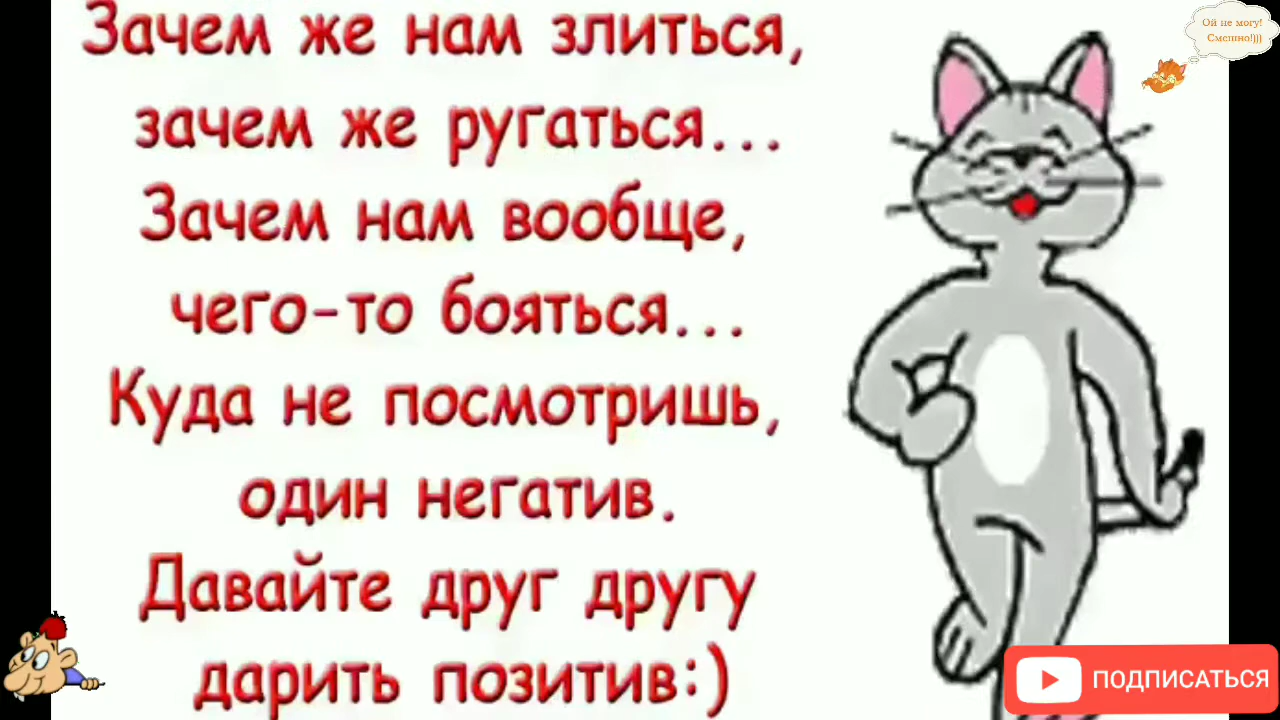 Зачем же нам злиться,
зачем же ругаться...
Зачем нам вообще,
чего-то бояться...
Куда не посмотришь,
один негатив.
Давайте друг другу
дарить позитив:)
Ой не могу!
Смешно!)))
ПОДПИСАТЬСЯ